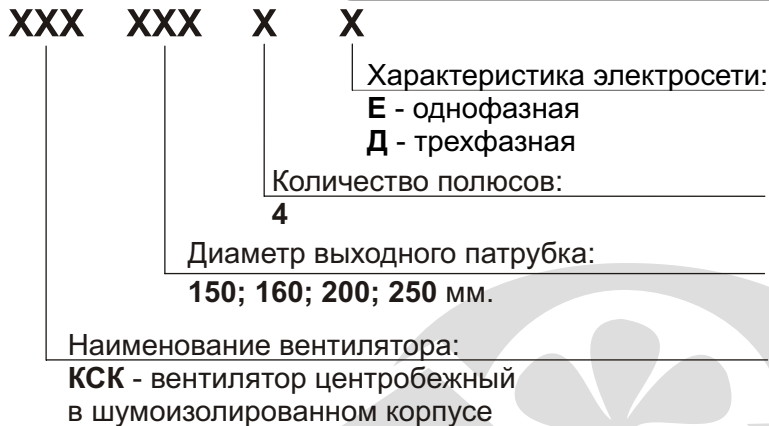 XXX XXX X X
Характеристика электросети:
Е - однофазная
Д - трехфазная
Количество полюсов:
4
Диаметр выходного патрубка:
150; 160; 200; 250 мм.
Наименование вентилятора:
КСК - вентилятор центробежный
в шумоизолированном корпусе